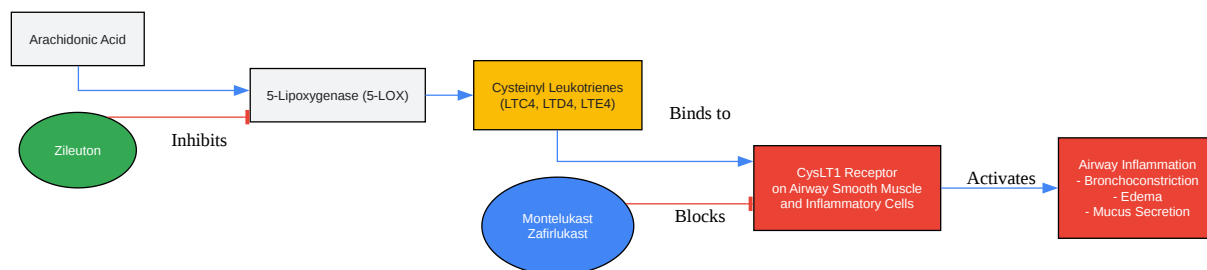 Arachidonic Acid
5-Lipoxygenase (5-LOX)
Zileuton
Inhibits
Cysteinyl Leukotrienes
(LTC4, LTD4, LTE4)
Binds to
Montelukast
Zafirlukast
Blocks
CysLT1 Receptor
on Airway Smooth Muscle
and Inflammatory Cells
Activates
Airway Inflammation
- Bronchoconstriction
- Edema
- Mucus Secretion